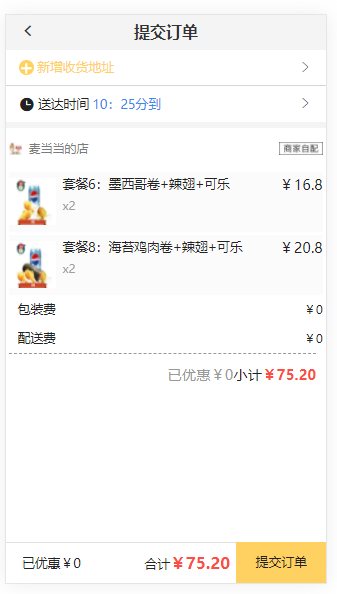 提交订单
新增收货地址
送达时间 10：25分到
麦当当的店 商家自配
套餐6：墨西哥卷+辣翅+可乐 ￥16.8
x2
套餐8：海苔鸡肉卷+辣翅+可乐 ￥20.8
x2
包装费 ￥0
配送费 ￥0
已优惠￥0小计￥75.20
已优惠￥0 合计￥75.20 提交订单